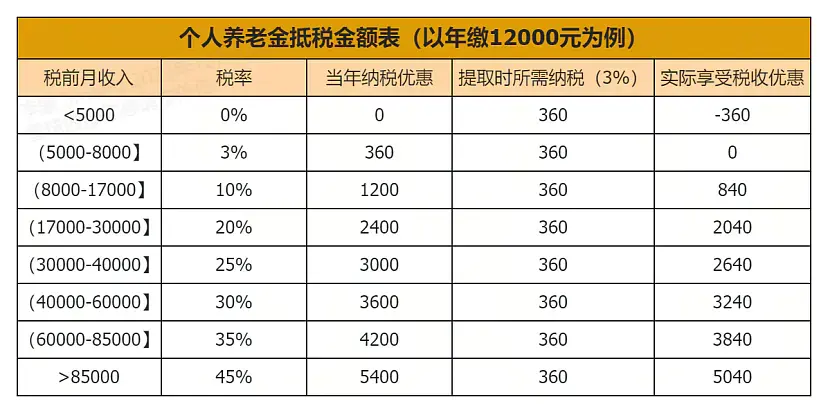 个人养老金抵税金额表（以年缴12000元为例）
税前月收入 税率 当年纳税优惠 提取时所需纳税（3%） 实际享受税收优惠
<5000 0% 0 360 -360
(5000-8000】 3% 360 360 0
(8000-17000】 10% 1200 360 840
(17000-30000】 20% 2400 360 2040
(30000-40000】 25% 3000 360 2640
(40000-60000】 30% 3600 360 3240
(60000-85000】 35% 4200 360 3840
>85000 45% 5400 360 5040